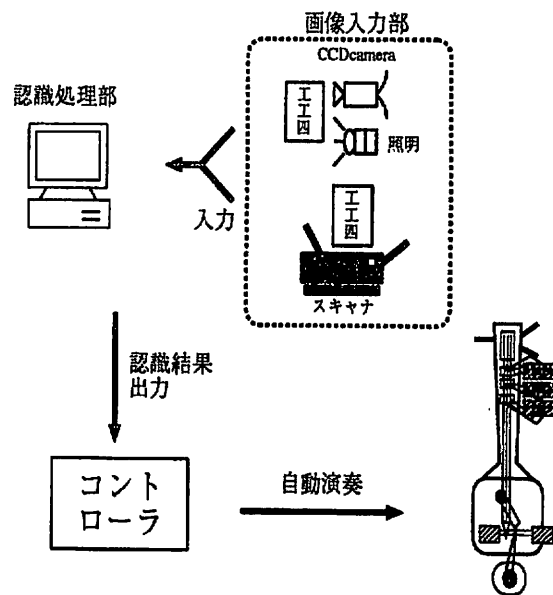 画像入力部
CCDcamera
工工四
照明
認識処理部
入力
工工四
スキャナ
認識結果
出力
コント
ローラ
自動演奏